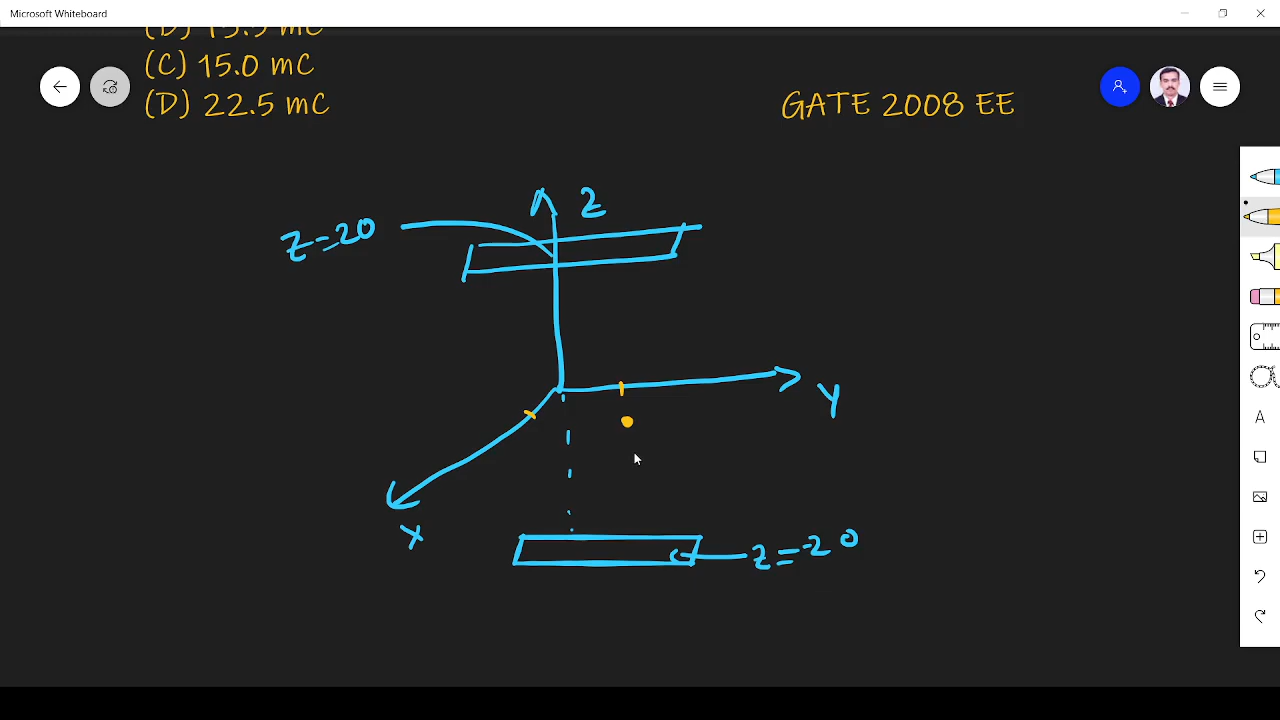 Microsoft Whiteboard
(C) 15.0 mC
(D) 22.5 mC
GATE 2008 EE
Z
Z=20
Y
X
Z=-20
A